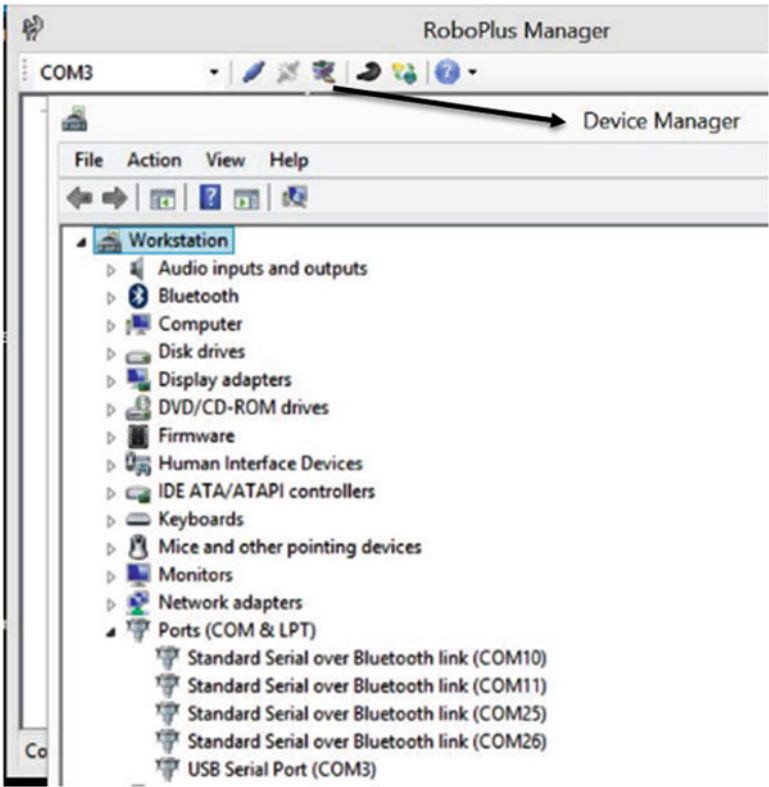 RoboPlus Manager
COM3
Device Manager
File Action View Help
Workstation
Audio inputs and outputs
Bluetooth
Computer
Disk drives
Display adapters
DVD/CD-ROM drives
Firmware
Human Interface Devices
IDE ATA/ATAPI controllers
Keyboards
Mice and other pointing devices
Monitors
Network adapters
Ports (COM & LPT)
Standard Serial over Bluetooth link (COM10)
Standard Serial over Bluetooth link (COM11)
Standard Serial over Bluetooth link (COM25)
Standard Serial over Bluetooth link (COM26)
Co
USB Serial Port (COM3)